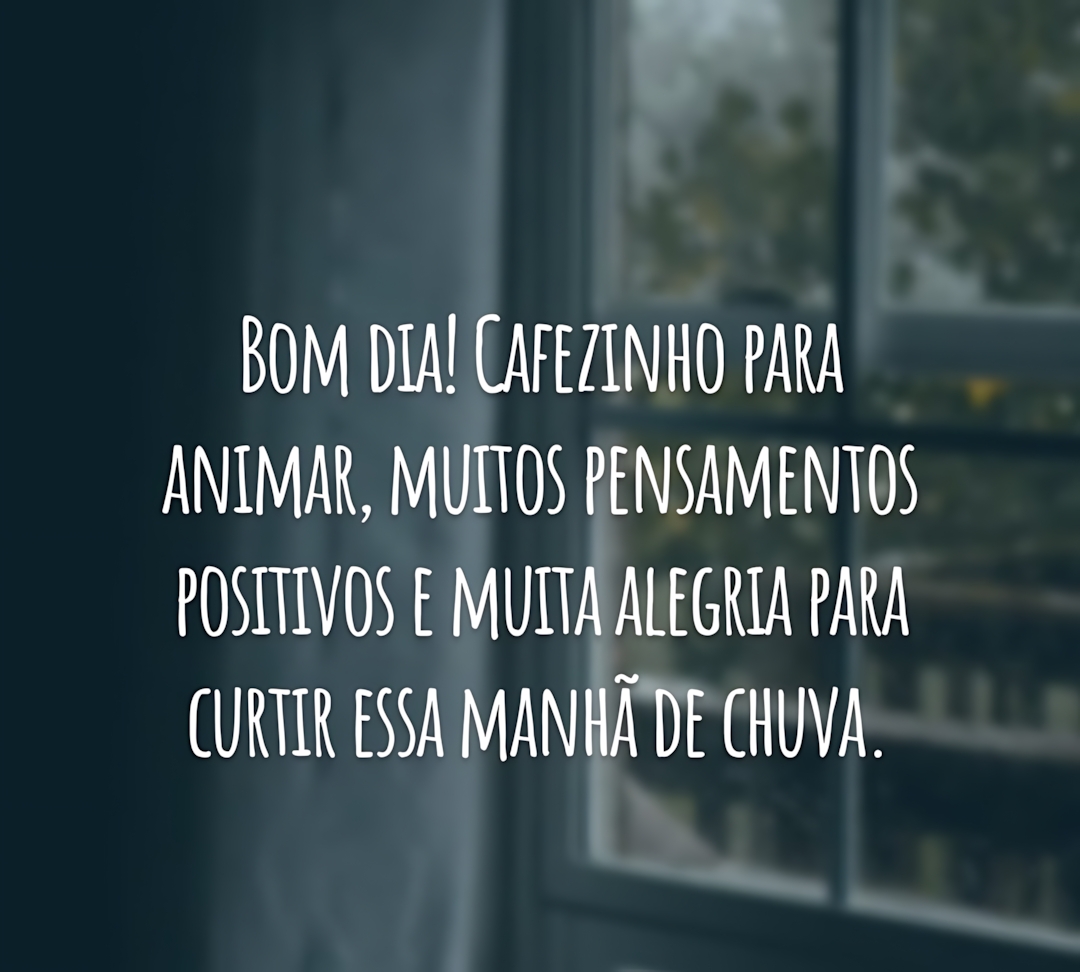 Bom dia! Cafezinho para
animar, muitos pensamentos
positivos e muita alegria para
curtir essa manhã de chuva.